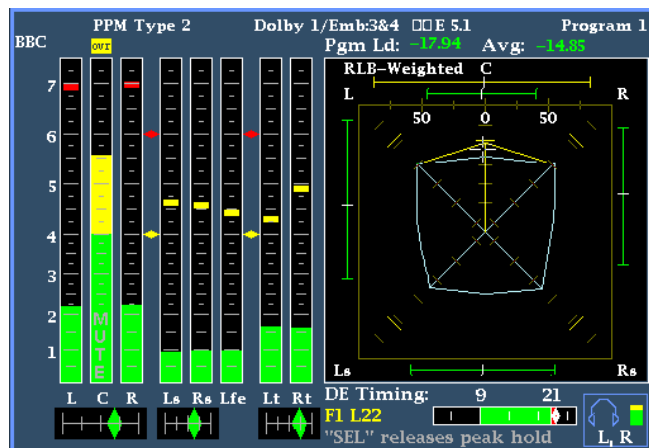 PPM Type 2 Dolby 1/Emb:3&4 DD E 5.1 Program 1
BBC OVR Pgm Ld: -17.94 Avg: -14.85
RLB-Weighted C
L R
50 0 50
7
6
5
4
3
2
1
MUTE
Ls Rs
L C R Ls Rs Lfe Lt Rt
DE Timing: 9 21
F1 L22
"SEL" releases peak hold
L, R